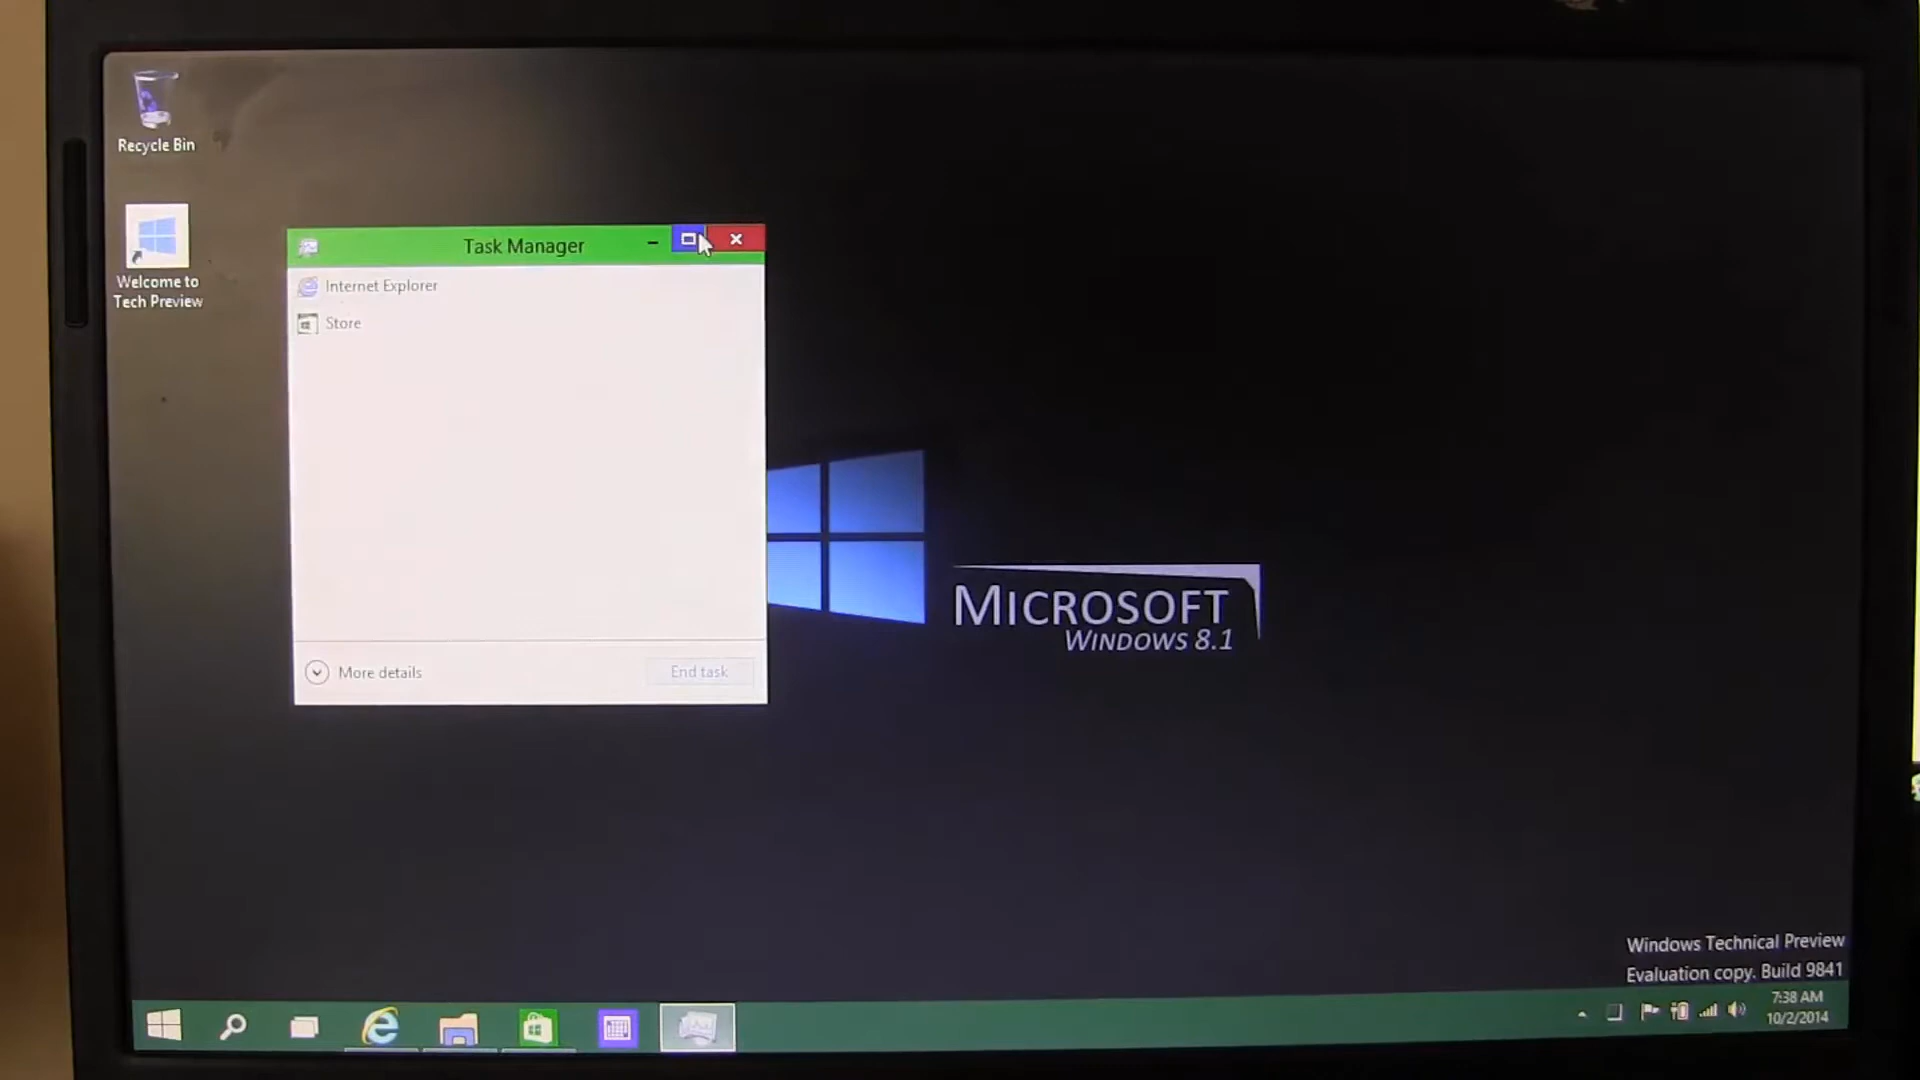 Recycle Bin
Welcome to
Tech Preview
Task Manager
Internet Explorer
Store
More details
End task
MICROSOFT
WINDOWS 8.1
Windows Technical Preview
Evaluation copy. Build 9841
7:38 AM
10/2/2014